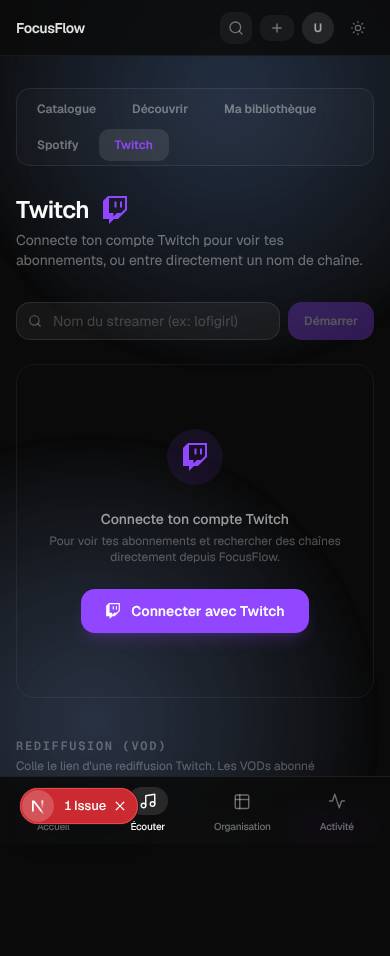 FocusFlow
U
Catalogue Découvrir Ma bibliothèque
Spotify Twitch
Twitch
Connecte ton compte Twitch pour voir tes
abonnements, ou entre directement un nom de chaîne.
Nom du streamer (ex: lofigirl) Démarrer
Connecte ton compte Twitch
Pour voir tes abonnements et rechercher des chaînes
directement depuis FocusFlow.
Connecter avec Twitch
REDIFFUSION (VOD)
Colle le lien d'une rediffusion Twitch. Les VODs abonné
N 1 Issue
Accueil Écouter Organisation Activité